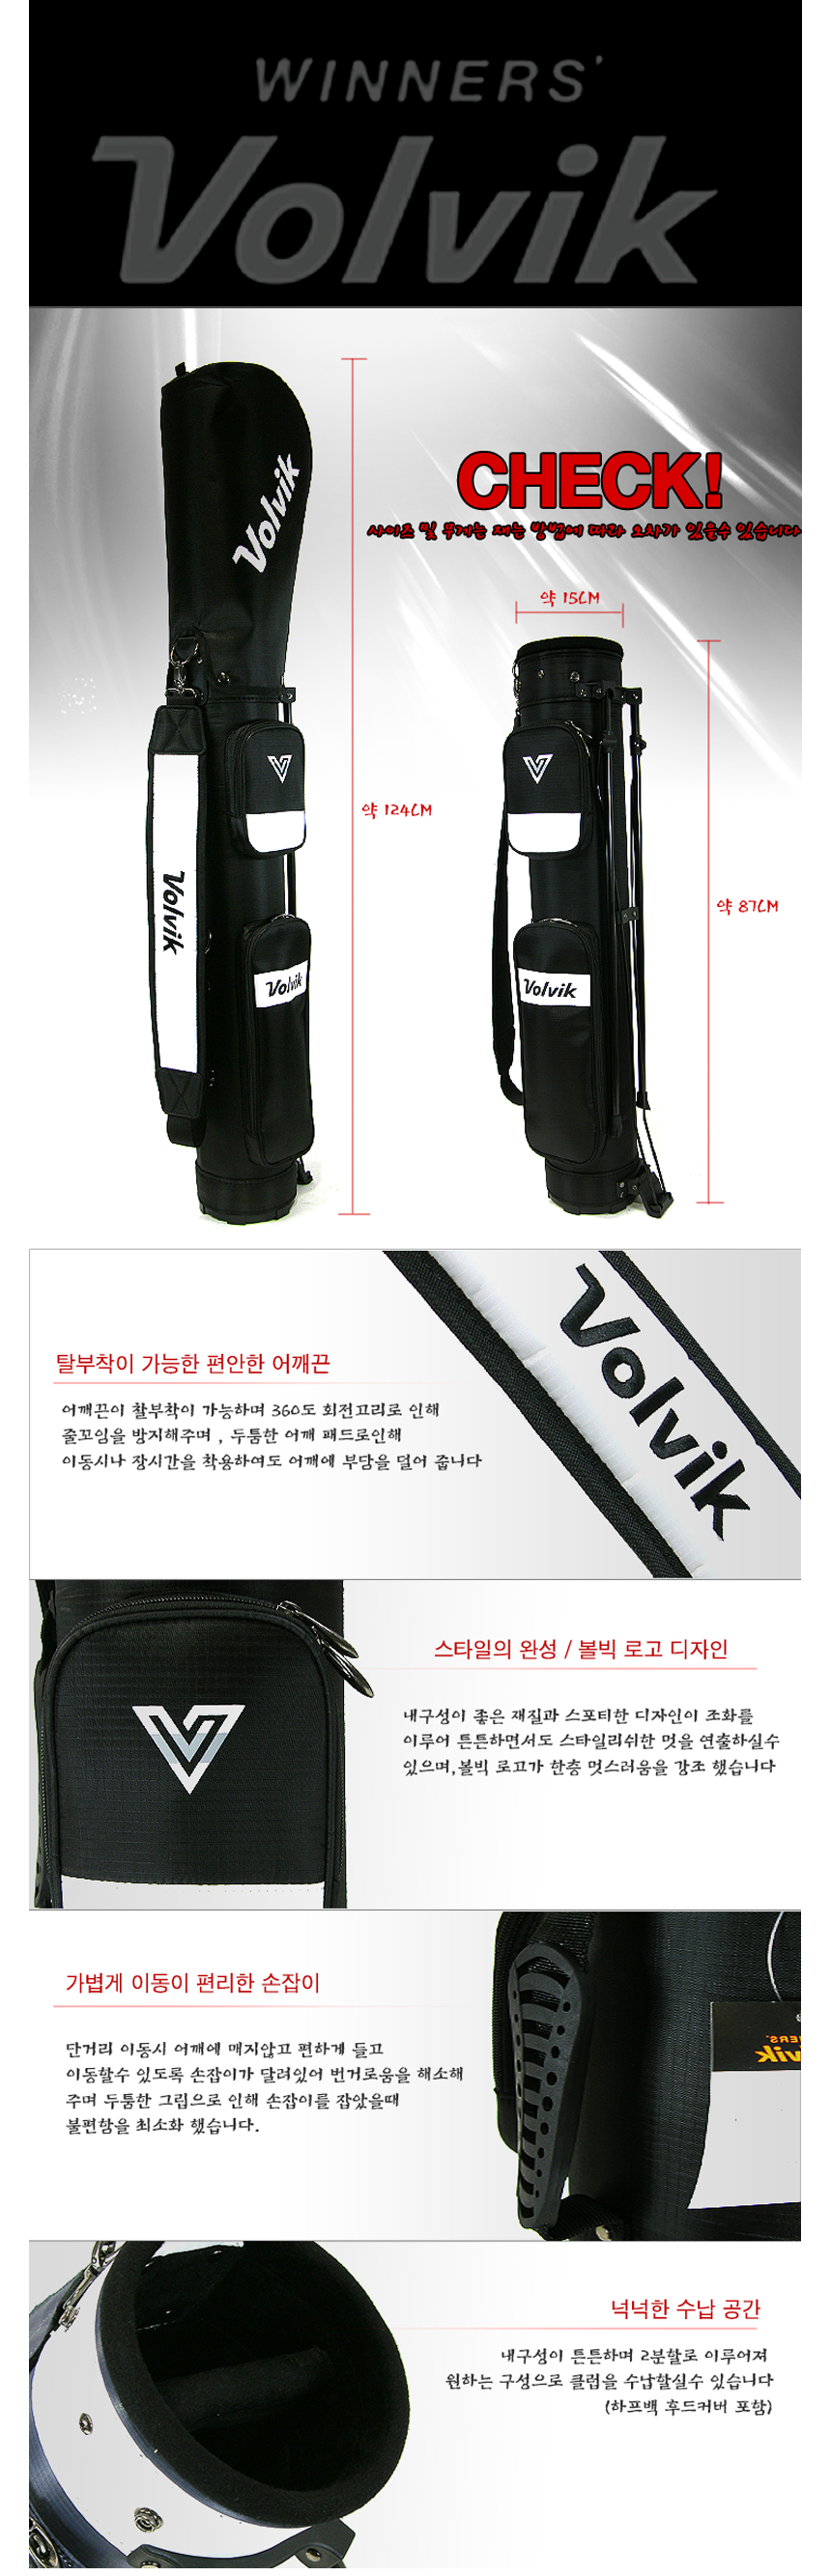 WINNERS'
Volvik
Volvik
CHECK!
사이즈 및 무게는 재는 방법에 따라 오차가 있을수 있습니다
약 15CM
약 124CM
Volvik
약 87CM
Volvik
Volvik
탈부착이 가능한 편안한 어깨끈
어깨끈이 찰부착이 가능하며 360도 회전고리로 인해
줄꼬임을 방지해주며 , 두툼한 어깨 패드로인해
이동시나 장시간을 착용하여도 어깨에 부담을 덜어 줍니다
Volvik
스타일의 완성 / 볼빅 로고 디자인
내구성이 좋은 재질과 스포티한 디자인이 조화를
이루어 튼튼하면서도 스타일리쉬한 멋을 연출하실수
있으며,볼빅 로고가 한층 멋스러움을 강조 했습니다
가볍게 이동이 편리한 손잡이
단거리 이동시 어깨에 매지않고 편하게 들고
이동할수 있도록 손잡이가 달려있어 번거로움을 해소해
주며 두툼한 그립으로 인해 손잡이를 잡았을때
불편함을 최소화 했습니다.
넉넉한 수납 공간
내구성이 튼튼하며 2분할로 이루어져
원하는 구성으로 클럽을 수납할실수 있습니다
(하프백 후드커버 포함)